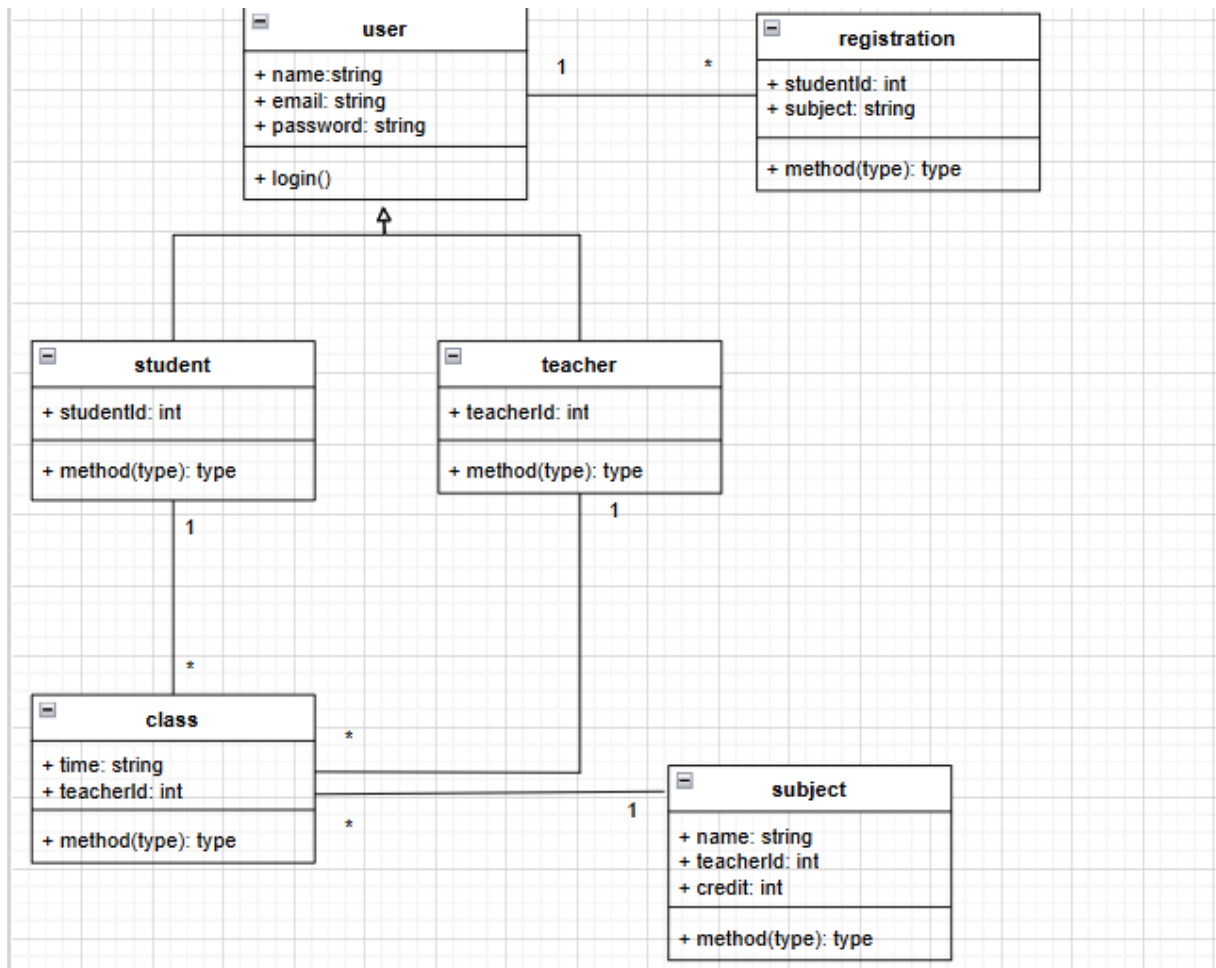 user
+ name:string
+ email: string
+ password: string
+ login()
1
*
registration
+ studentId: int
+ subject: string
+ method(type): type
student
+ studentId: int
+ method(type): type
teacher
+ teacherId: int
+ method(type): type
1
1
*
class
+ time: string
+ teacherId: int
+ method(type): type
*
*
1
subject
+ name: string
+ teacherId: int
+ credit: int
+ method(type): type